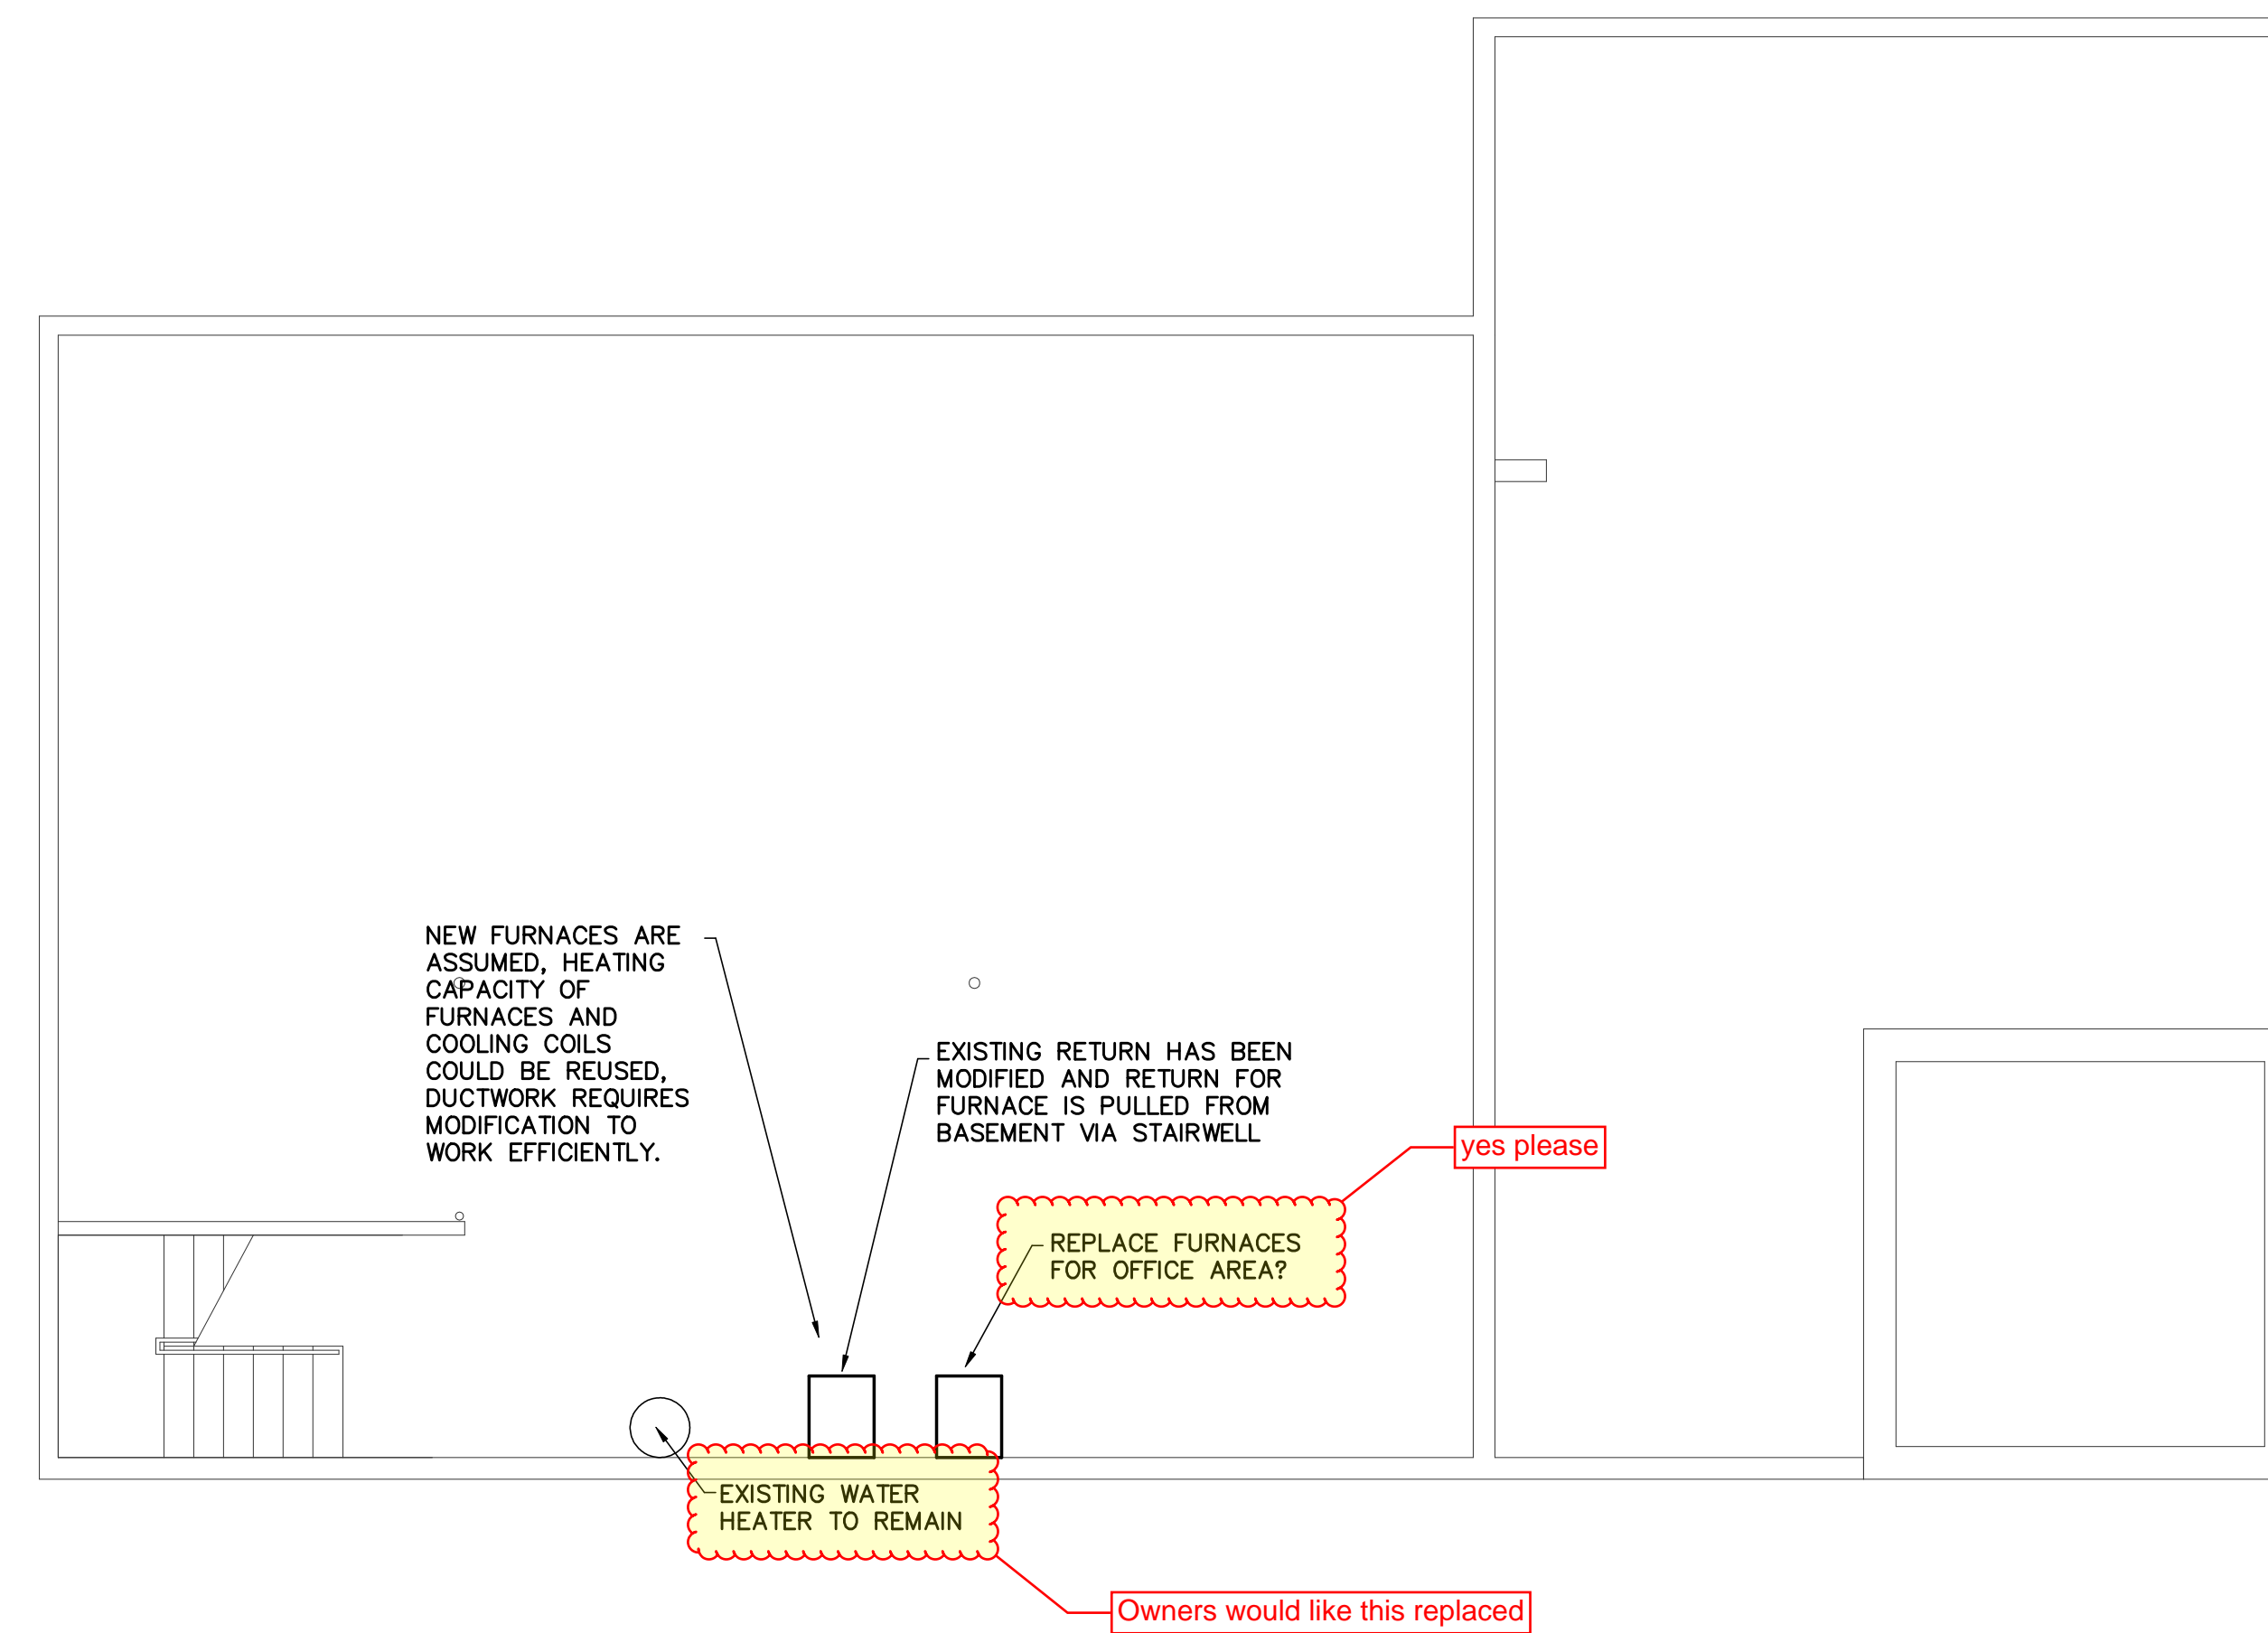 NEW FURNACES ARE
ASSUMED, HEATING
CAPACITY OF
FURNACES AND
COOLING COILS
COULD BE REUSED,
DUCTWORK REQUIRES
MODIFICATION TO
WORK EFFICIENTLY.
EXISTING RETURN HAS BEEN
MODIFIED AND RETURN FOR
FURNACE IS PULLED FROM
BASEMENT VIA STAIRWELL
yes please
REPLACE FURNACES
FOR OFFICE AREA?
EXISTING WATER
HEATER TO REMAIN
Owners would like this replaced